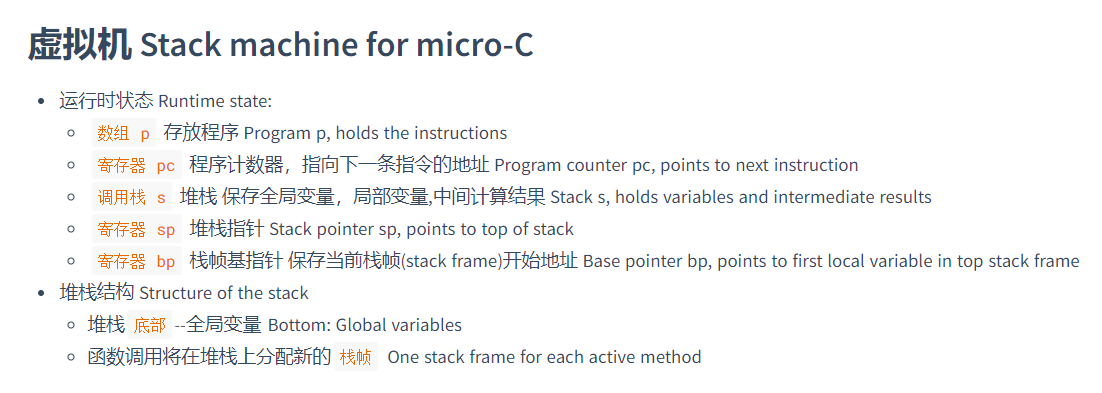 虚拟机 Stack machine for micro-C
运行时状态 Runtime state:
数组 p 存放程序 Program p, holds the instructions
寄存器 pc 程序计数器，指向下一条指令的地址 Program counter pc, points to next instruction
调用栈 s 堆栈 保存全局变量，局部变量,中间计算结果 Stack s, holds variables and intermediate results
寄存器 sp 堆栈指针 Stack pointer sp, points to top of stack
寄存器 bp 栈帧基指针 保存当前栈帧(stack frame)开始地址 Base pointer bp, points to first local variable in top stack frame
堆栈结构 Structure of the stack
堆栈 底部 --全局变量 Bottom: Global variables
函数调用将在堆栈上分配新的 栈帧 One stack frame for each active method